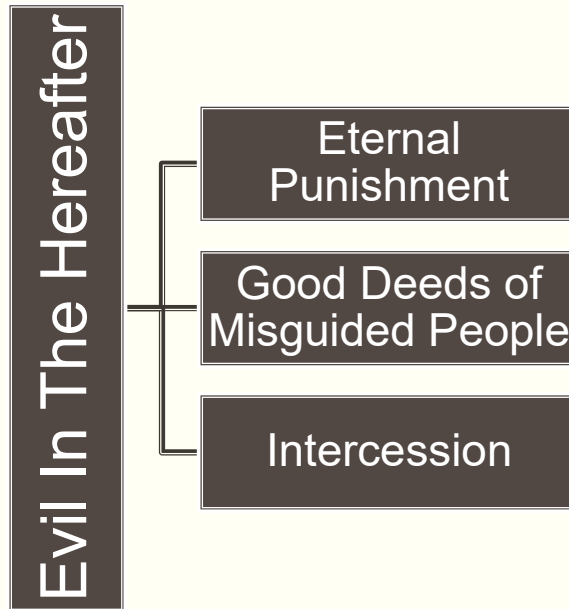 Evil In The Hereafter
Eternal
Punishment
Good Deeds of
Misguided People
Intercession